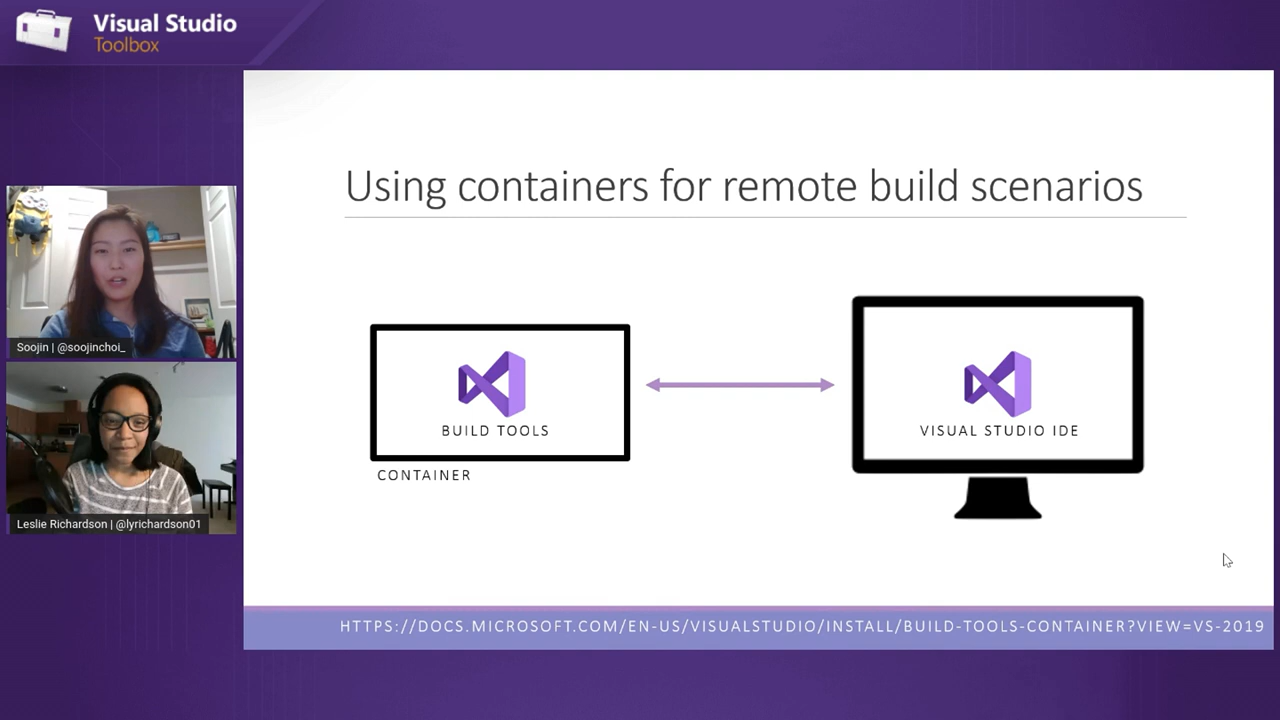 Visual Studio
Toolbox
Using containers for remote build scenarios
BUILD TOOLS
CONTAINER
VISUAL STUDIO IDE
Soojin | @soojinchoi_
Leslie Richardson | @lyrichardson01
HTTPS://DOCS.MICROSOFT.COM/EN-US/VISUALSTUDIO/INSTALL/BUILD-TOOLS-CONTAINER?VIEW=VS-2019